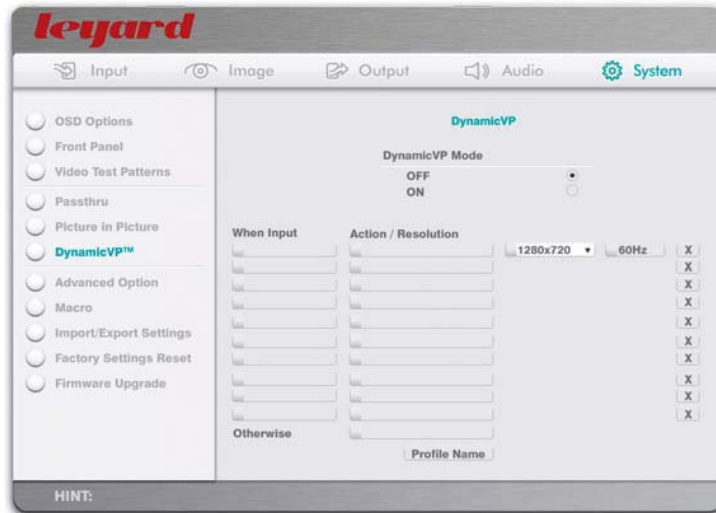 leyard
Input Image Output Audio System
OSD Options
Front Panel
Video Test Patterns
Passthru
Picture in Picture
DynamicVP™
Advanced Option
Macro
Import/Export Settings
Factory Settings Reset
Firmware Upgrade
DynamicVP
DynamicVP Mode
OFF
ON
When Input Action / Resolution
1280x720 60Hz X
X
X
X
X
X
X
X
X
X
Otherwise
Profile Name
HINT: